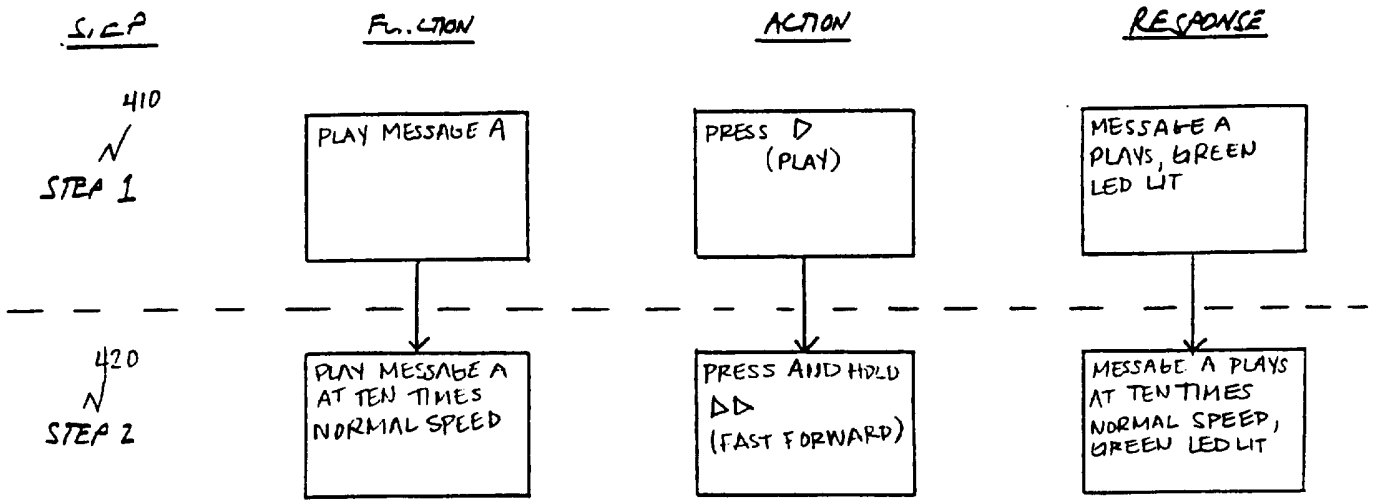 ACTION
RESPONSE
410
STEP 1
PLAY MESSAGE A
PRESS ▷
(PLAY)
MESSAGE A
PLAYS, GREEN
LED LIT
420
STEP 2
PLAY MESSAGE A
AT TEN TIMES
NORMAL SPEED
PRESS AND HOLD
▷▷
(FAST FORWARD)
MESSAGE A PLAYS
AT TEN TIMES
NORMAL SPEED,
GREEN LED LIT